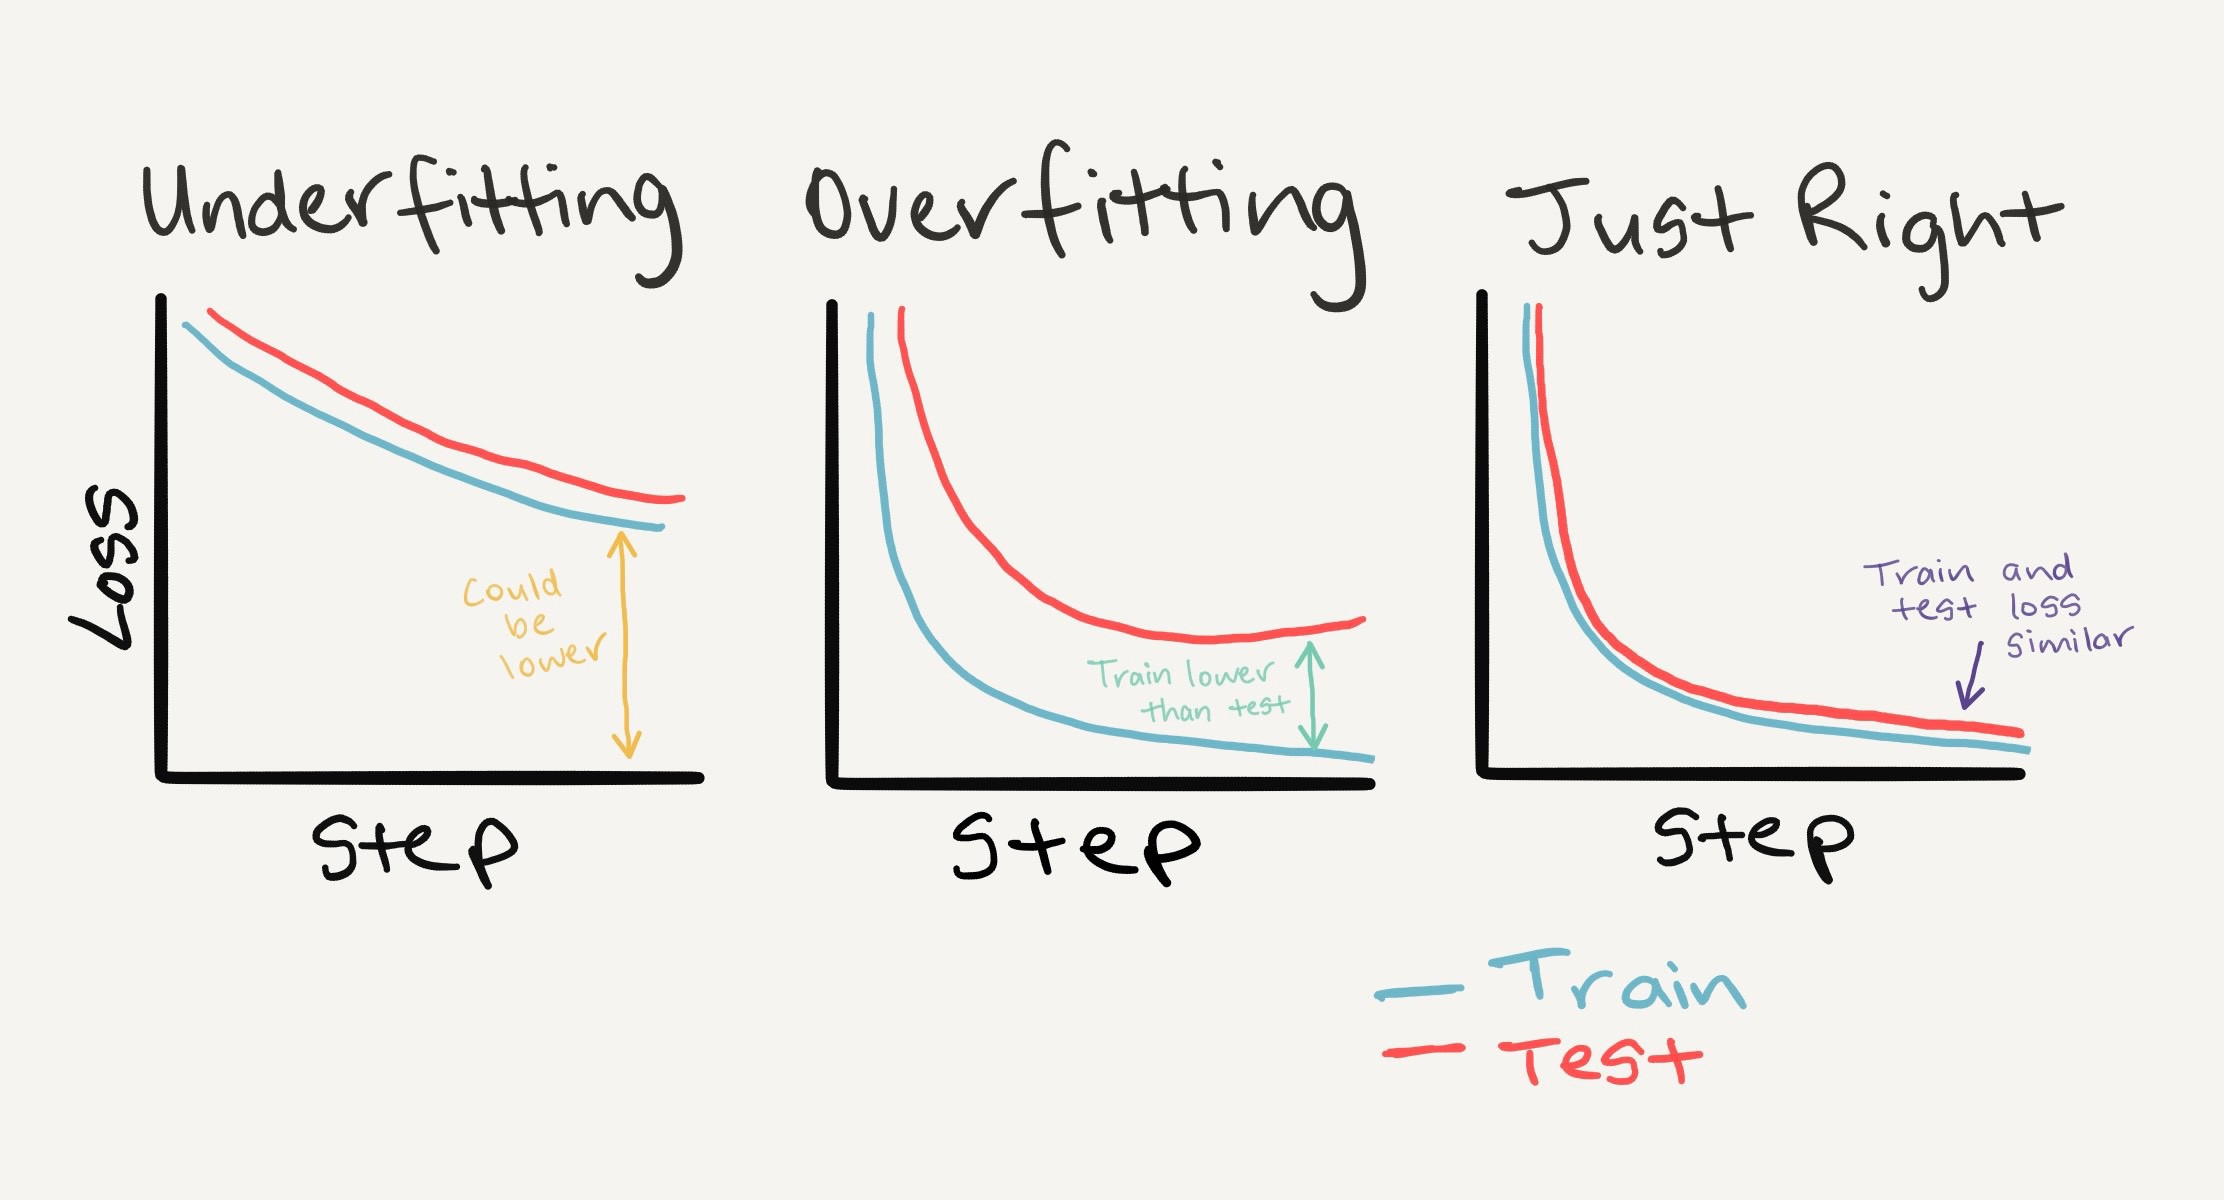 Underfitting
Overfitting
Just Right
Loss
Could
be
lower
Train lower
than test
Train and
test loss
similar
Step
Step
Step
Train
Test